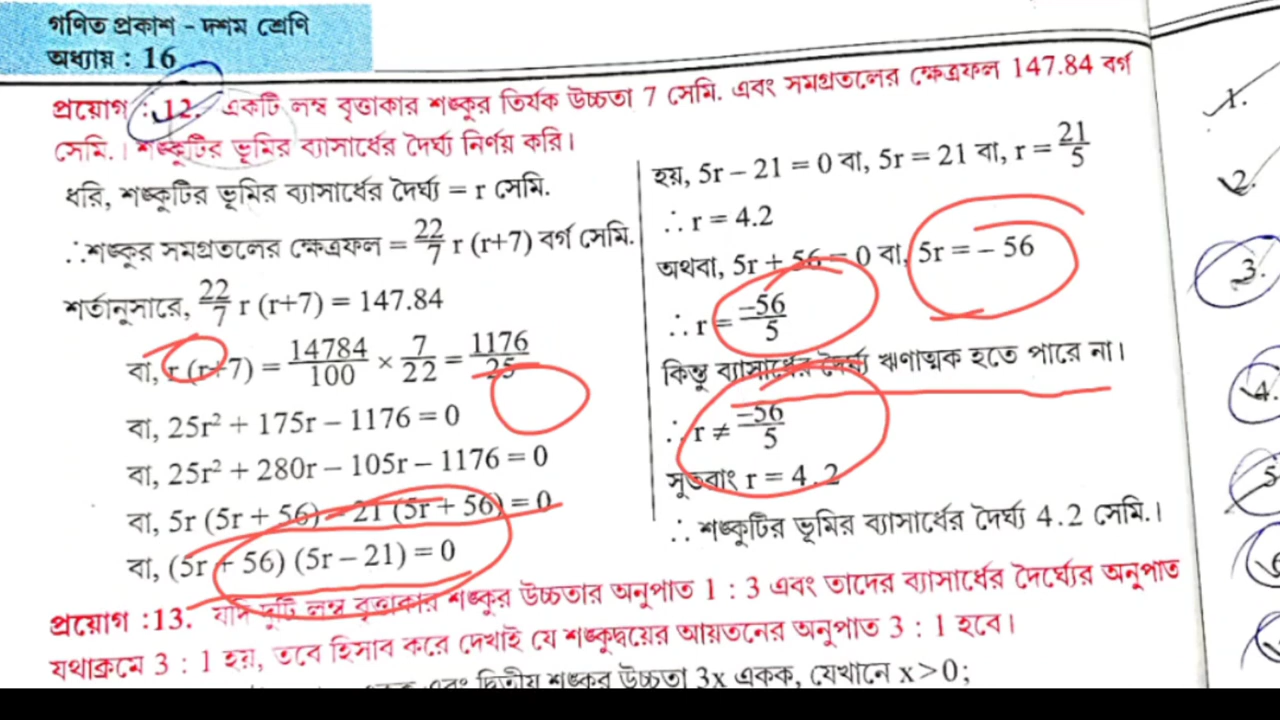 গণিত প্রকাশ - দশম শ্রেণি
অধ্যায় : 16
প্রয়োগ : 12. একটি লম্ব বৃত্তাকার শঙ্কুর তির্যক উচ্চতা 7 সেমি. এবং সমগ্রতলের ক্ষেত্রফল 147.84 বর্গ
সেমি.। শঙ্কুটির ভূমির ব্যাসার্ধের দৈর্ঘ্য নির্ণয় করি।
ধরি, শঙ্কুটির ভূমির ব্যাসার্ধের দৈর্ঘ্য = r সেমি.
∴ শঙ্কুর সমগ্রতলের ক্ষেত্রফল = 22/7 r (r+7) বর্গ সেমি.
শর্তানুসারে, 22/7 r (r+7) = 147.84
বা, r (r+7) = 14784/100 × 7/22 = 1176/25
বা, 25r² + 175r – 1176 = 0
বা, 25r² + 280r – 105r – 1176 = 0
বা, 5r (5r + 56) – 21 (5r + 56) = 0
বা, (5r + 56) (5r – 21) = 0
হয়, 5r – 21 = 0 বা, 5r = 21 বা, r = 21/5
∴ r = 4.2
অথবা, 5r + 56 = 0 বা, 5r = – 56
∴ r = –56/5
কিন্তু ব্যাসার্ধের দৈর্ঘ্য ঋণাত্মক হতে পারে না।
∴ r ≠ –56/5
সুতরাং r = 4.2
∴ শঙ্কুটির ভূমির ব্যাসার্ধের দৈর্ঘ্য 4.2 সেমি.।
প্রয়োগ :13. যদি দুটি লম্ব বৃত্তাকার শঙ্কুর উচ্চতার অনুপাত 1 : 3 এবং তাদের ব্যাসার্ধের দৈর্ঘ্যের অনুপাত
যথাক্রমে 3 : 1 হয়, তবে হিসাব করে দেখাই যে শঙ্কুদ্বয়ের আয়তনের অনুপাত 3 : 1 হবে।
এবং দ্বিতীয় শঙ্কুর উচ্চতা 3x একক, যেখানে x>0;
1.
2.
3.
4.
5